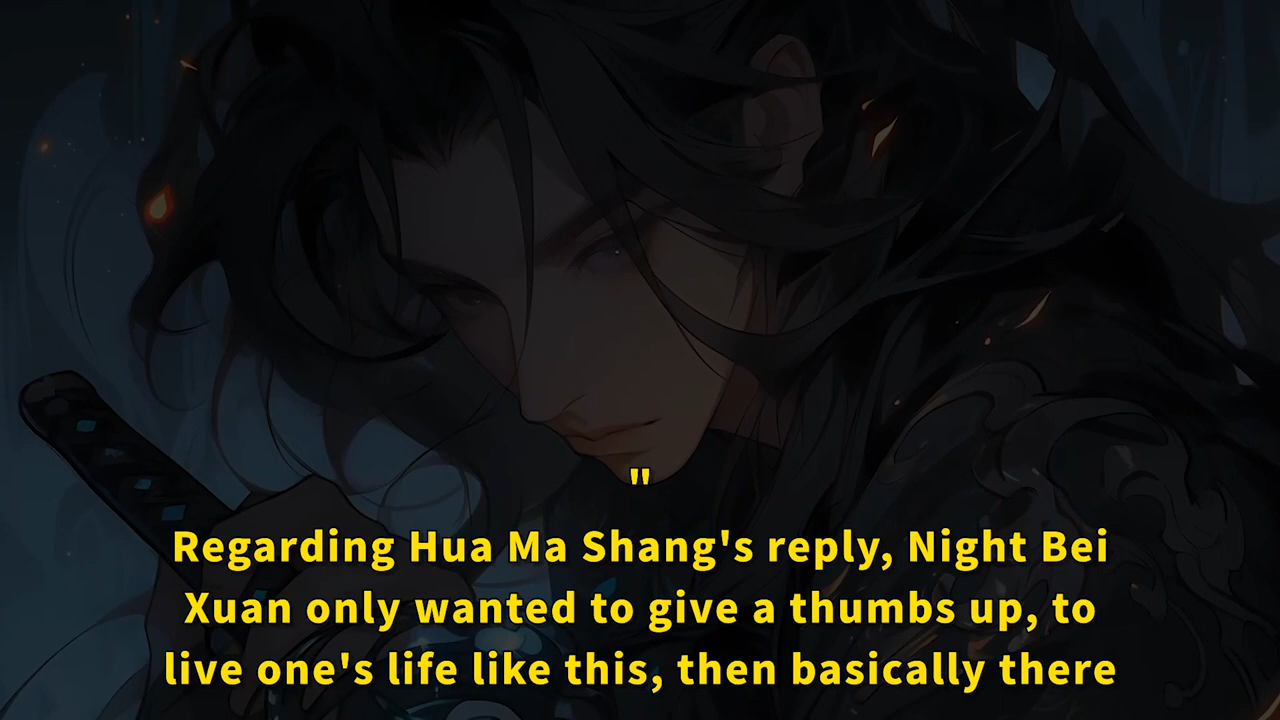 "
Regarding Hua Ma Shang's reply, Night Bei
Xuan only wanted to give a thumbs up, to
live one's life like this, then basically there